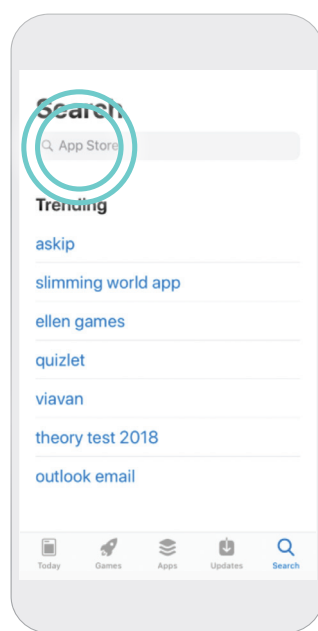 Search
App Store
Trending
askip
slimming world app
ellen games
quizlet
viavan
theory test 2018
outlook email
Today Games Apps Updates Search